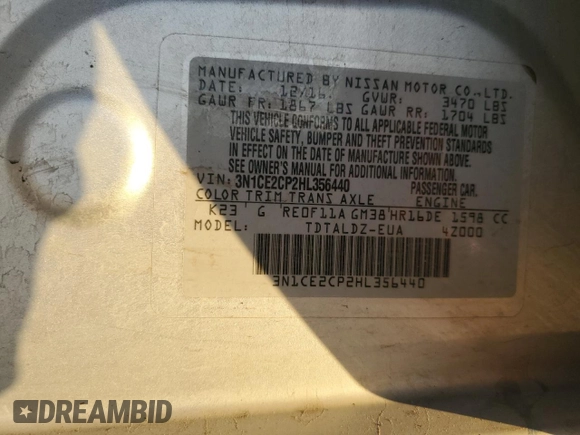 MANUFACTURED BY NISSAN MOTOR CO.,LTD.
DATE: 12/16. GVWR: 3470 LBS
GAWR FR: 1867 LBS GAWR RR: 1704 LBS
THIS VEHICLE CONFORMS TO ALL APPLICABLE FEDERAL MOTOR
VEHICLE SAFETY, BUMPER AND THEFT PREVENTION STANDARDS
IN EFFECT ON THE DATE OF MANUFACTURE SHOWN ABOVE.
SEE OWNER'S MANUAL FOR ADDITIONAL INFORMATION.
VIN: 3N1CE2CP2HL356440 PASSENGER CAR.
COLOR TRIM TRANS AXLE ENGINE
K23 G RE0F11A GM38 HR16DE 1598 CC
MODEL: TDTALDZ-EUA 4Z000
3N1CE2CP2HL356440
DREAMBID